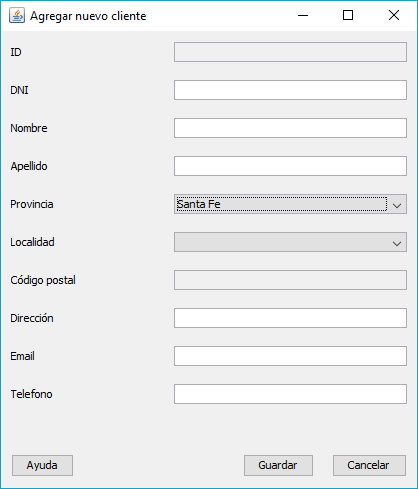 Agregar nuevo cliente
ID
DNI
Nombre
Apellido
Provincia Santa Fe
Localidad
Código postal
Dirección
Email
Telefono
Ayuda Guardar Cancelar